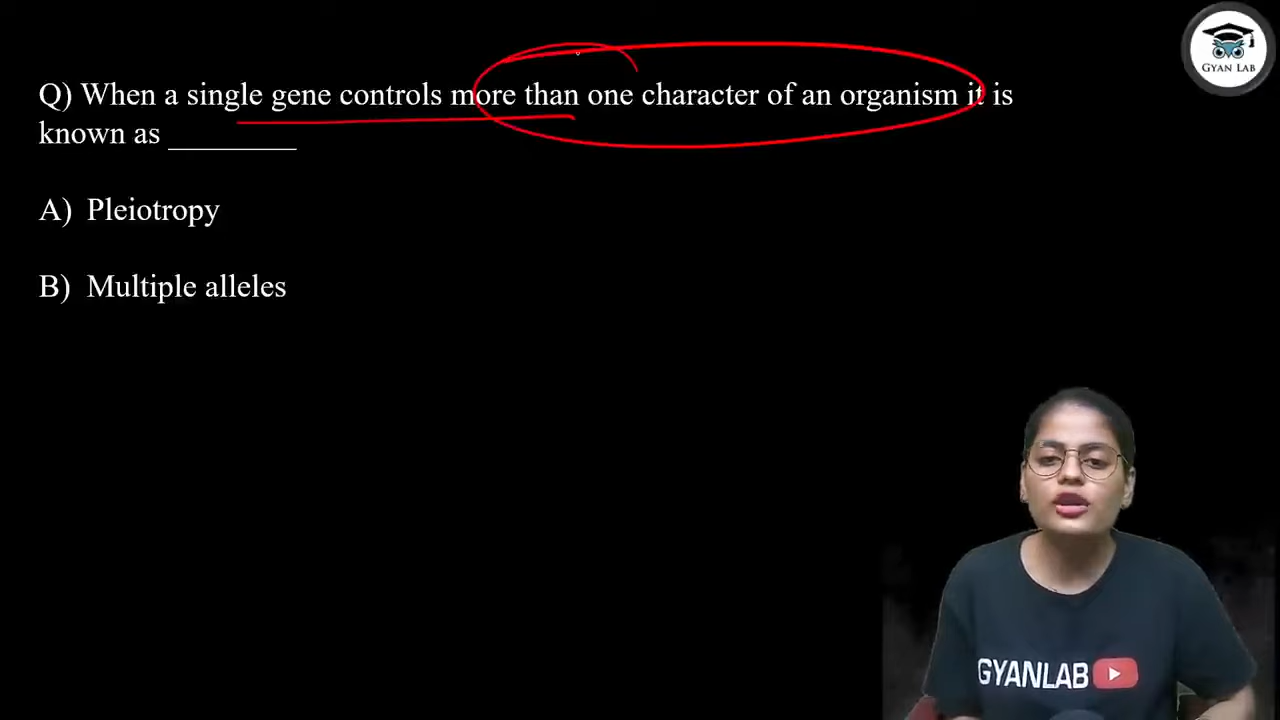 GYAN LAB
Q) When a single gene controls more than one character of an organism it is
known as ________
A) Pleiotropy
B) Multiple alleles
GYANLAB